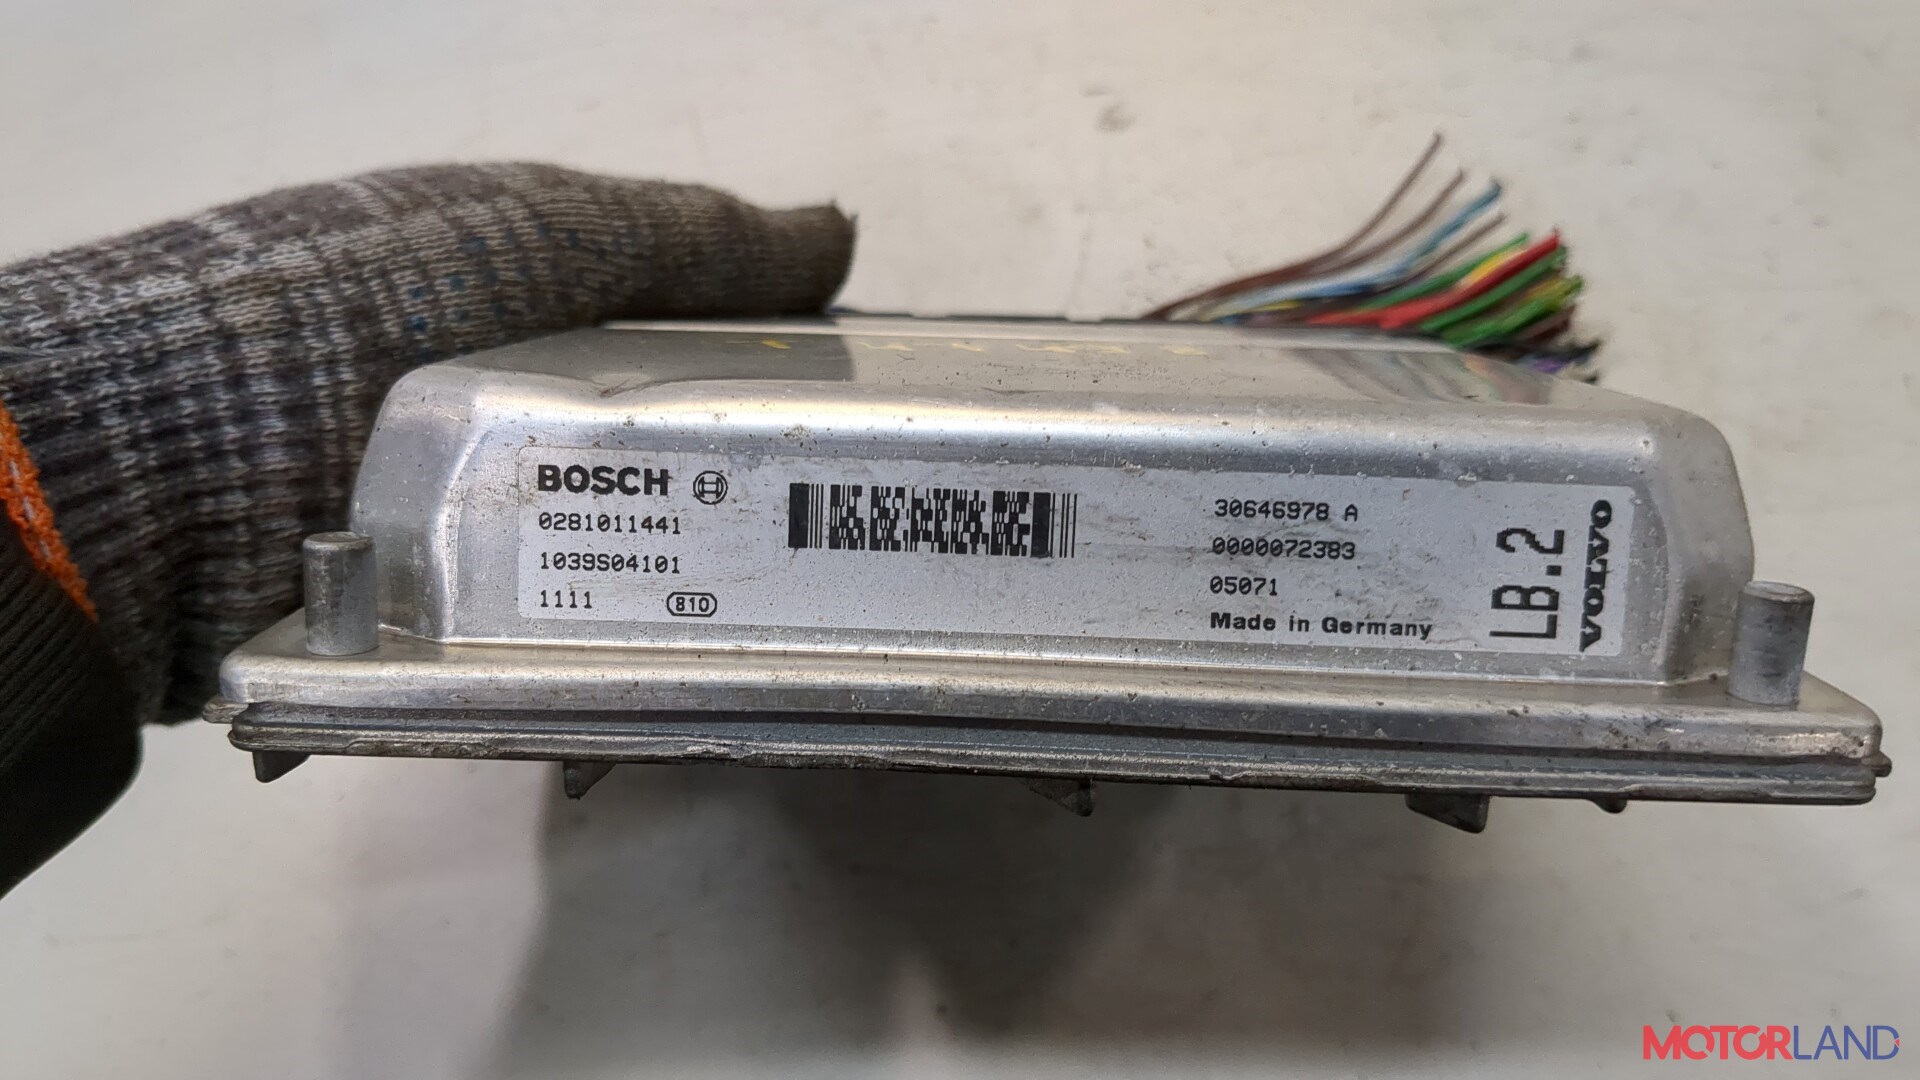 BOSCH
0281011441
1039S04101
1111 810
30646978 A
0000072383
05071
Made in Germany
LB.2
VOLVO
MOTORLAND